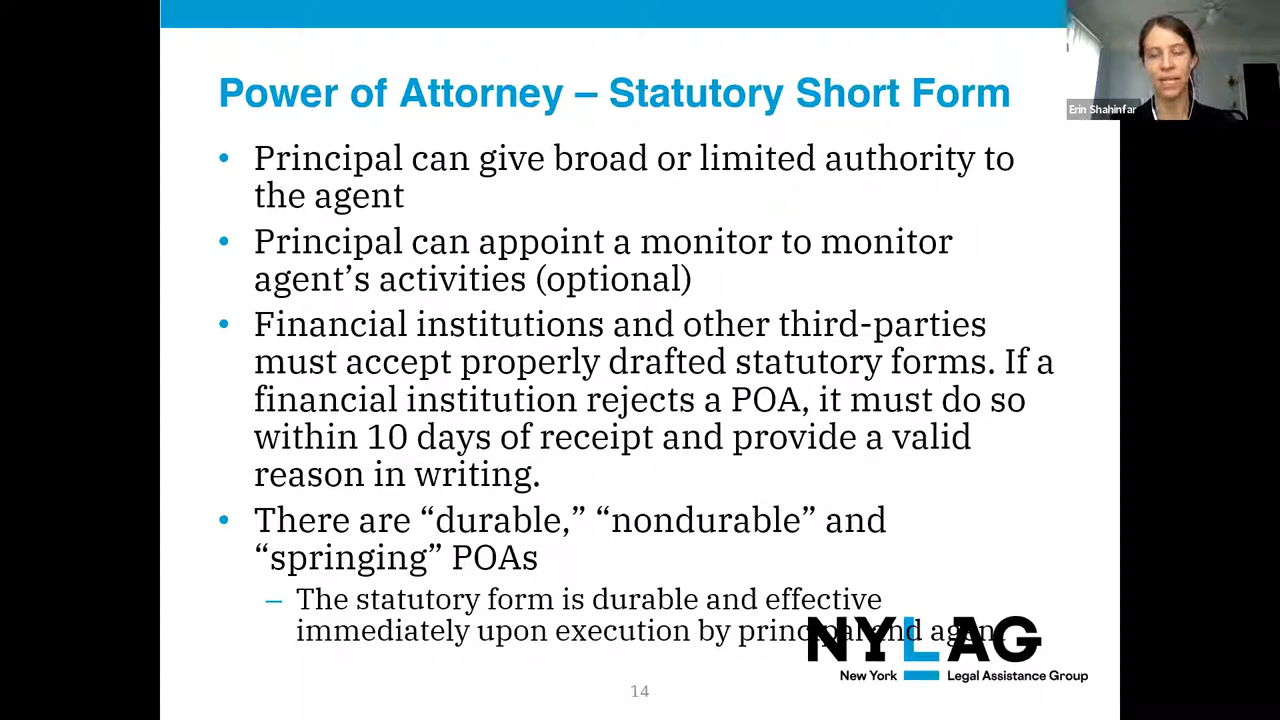 Power of Attorney – Statutory Short Form
Erin Shahinfar
• Principal can give broad or limited authority to
the agent
• Principal can appoint a monitor to monitor
agent’s activities (optional)
• Financial institutions and other third-parties
must accept properly drafted statutory forms. If a
financial institution rejects a POA, it must do so
within 10 days of receipt and provide a valid
reason in writing.
• There are “durable,” “nondurable” and
“springing” POAs
– The statutory form is durable and effective
immediately upon execution by principal and agent
NYLAG
New York Legal Assistance Group
14